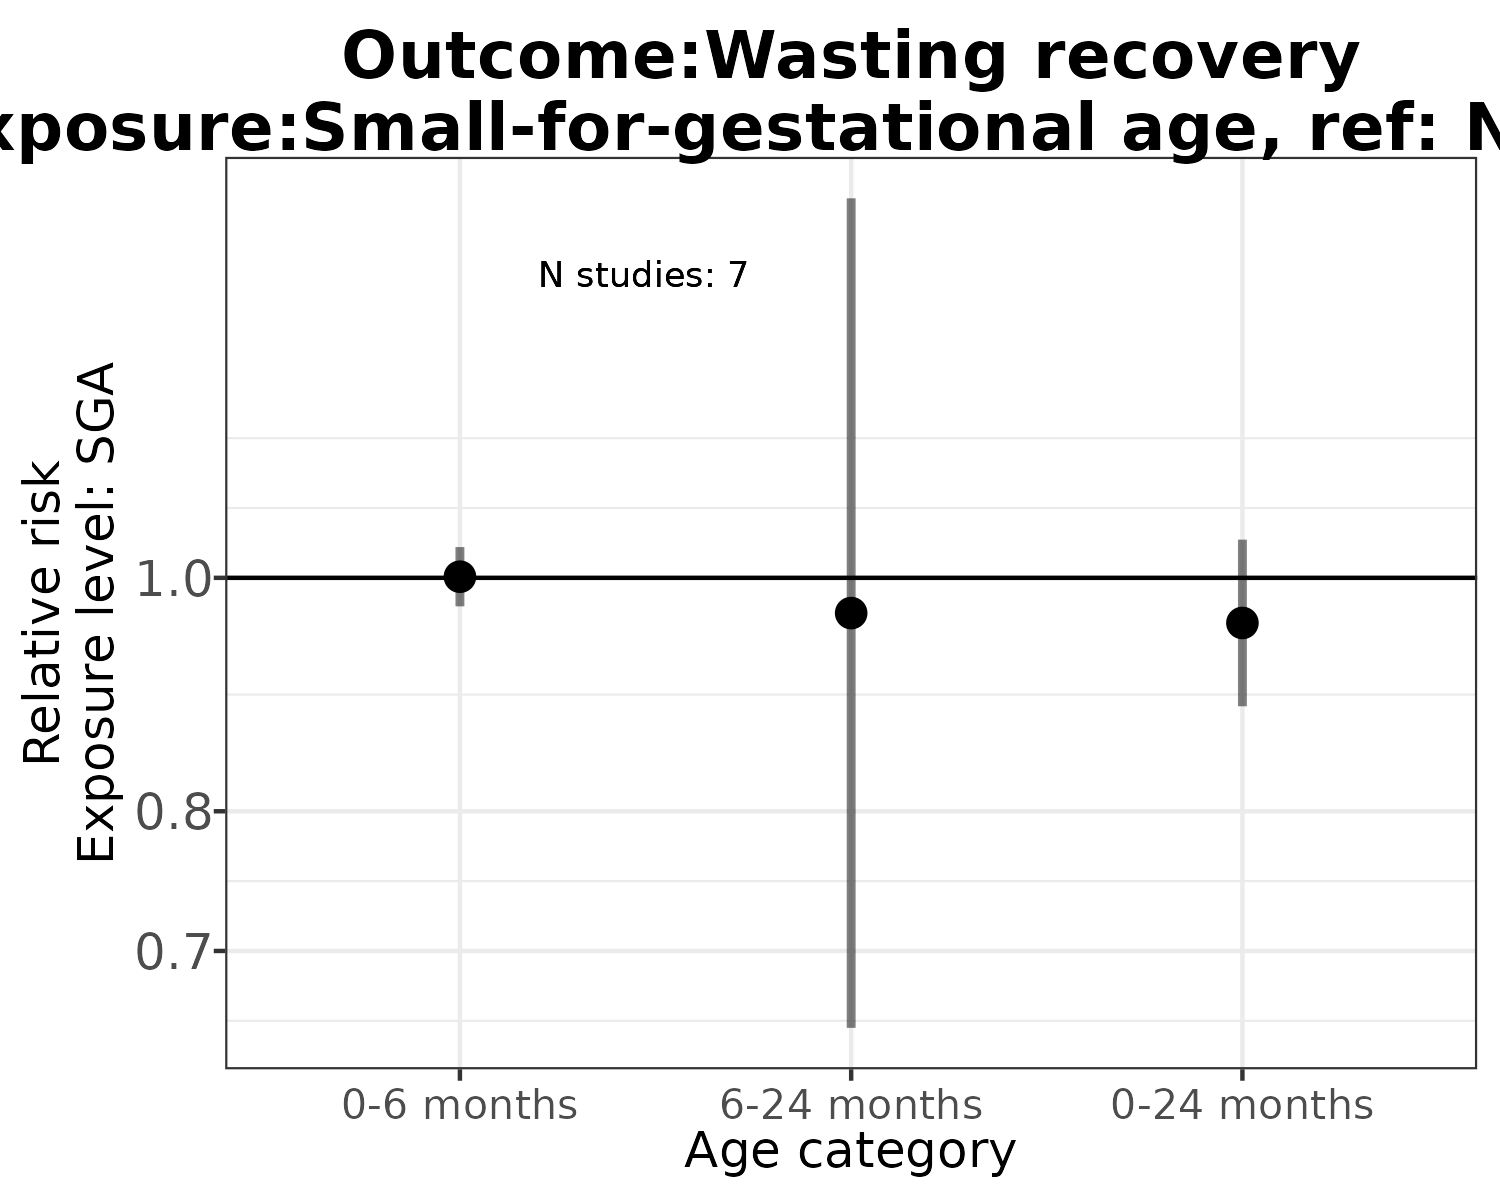 Outcome:Wasting recovery
xposure:Small-for-gestational age, ref: N
N studies: 7
Relative risk
Exposure level: SGA
1.0
0.8
0.7
0-6 months
6-24 months
0-24 months
Age category